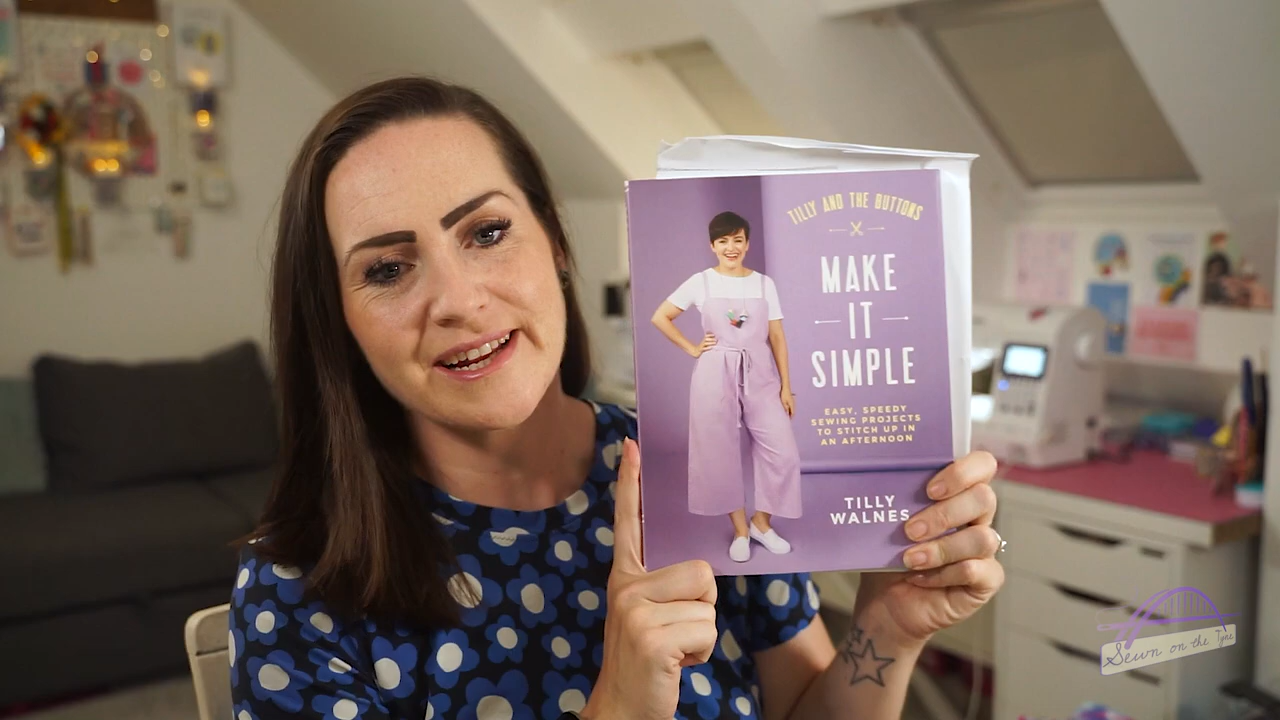 TILLY AND THE BUTTONS
MAKE
IT
SIMPLE
EASY, SPEEDY
SEWING PROJECTS
TO STITCH UP IN
AN AFTERNOON
TILLY
WALNES
Sewn on the Tyne